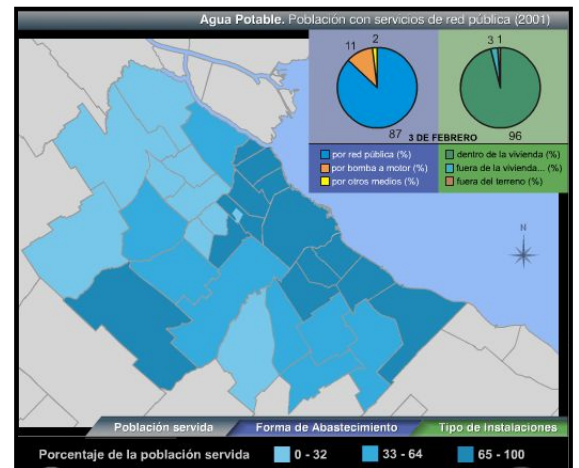 Agua Potable. Población con servicios de red pública (2001)
11
2
87
3 1
96
3 DE FEBRERO
por red pública (%)
por bomba a motor (%)
por otros medios (%)
dentro de la vivienda (%)
fuera de la vivienda... (%)
fuera del terreno (%)
N
Población servida
Forma de Abastecimiento
Tipo de Instalaciones
Porcentaje de la población servida
0 - 32
33 - 64
65 - 100